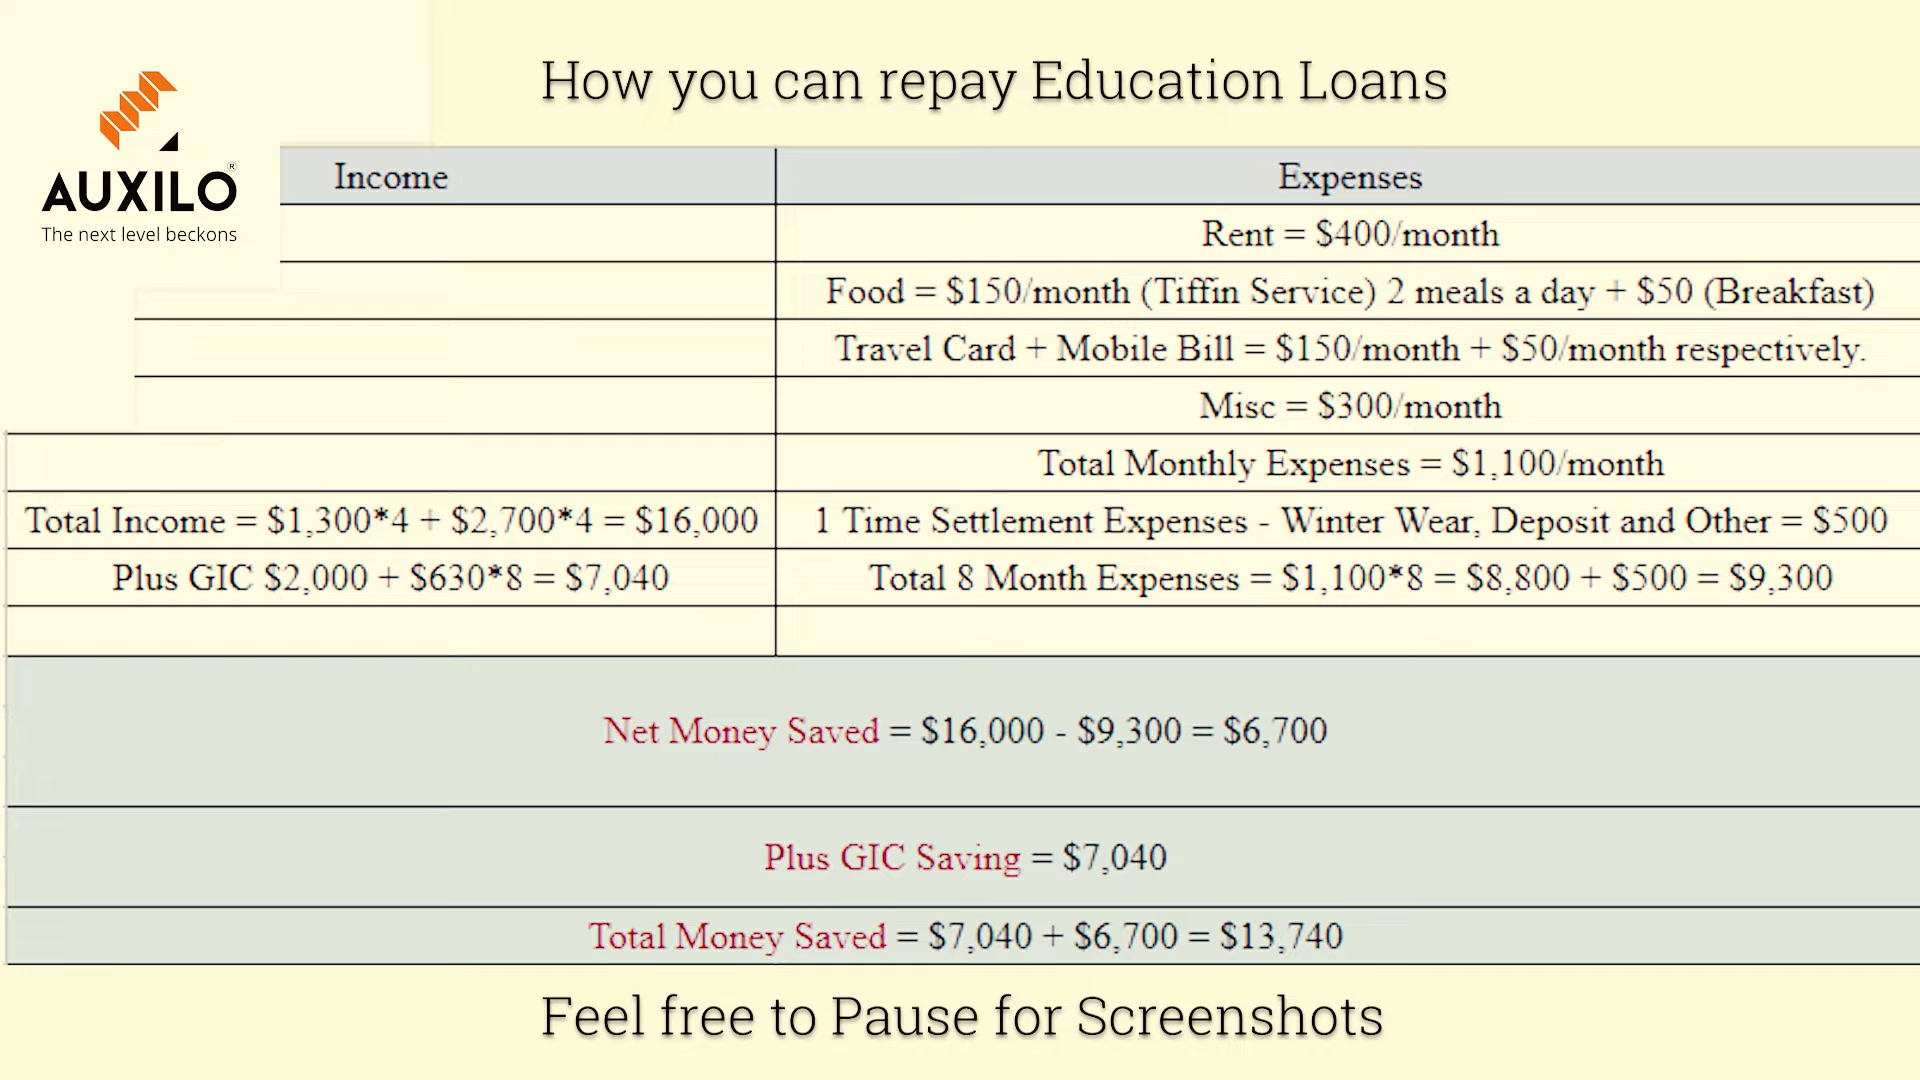 How you can repay Education Loans
AUXILO®
The next level beckons
Income
Expenses
Rent = $400/month
Food = $150/month (Tiffin Service) 2 meals a day + $50 (Breakfast)
Travel Card + Mobile Bill = $150/month + $50/month respectively.
Misc = $300/month
Total Monthly Expenses = $1,100/month
Total Income = $1,300*4 + $2,700*4 = $16,000
1 Time Settlement Expenses - Winter Wear, Deposit and Other = $500
Plus GIC $2,000 + $630*8 = $7,040
Total 8 Month Expenses = $1,100*8 = $8,800 + $500 = $9,300
Net Money Saved = $16,000 - $9,300 = $6,700
Plus GIC Saving = $7,040
Total Money Saved = $7,040 + $6,700 = $13,740
Feel free to Pause for Screenshots